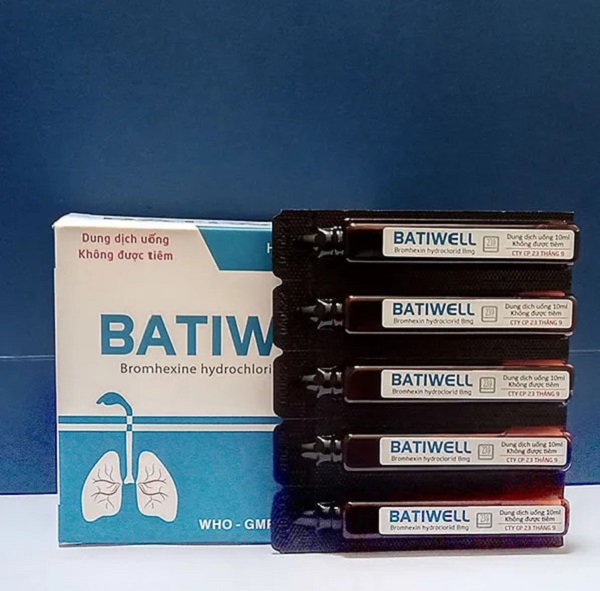 Dung dịch uống
Không được tiêm
H
BATIW
Bromhexine hydrochlori
WHO - GMP
BATIWELL
Bromhexin hydroclorid 8mg
Dung dịch uống 10ml
Không được tiêm
CTY CP 23 THÁNG 9
BATIWELL
Bromhexin hydroclorid 8mg
Dung dịch uống 10ml
Không được tiêm
CTY CP 23 THÁNG 9
BATIWELL
Bromhexin hydroclorid 8mg
Dung dịch uống 10ml
Không được tiêm
CTY CP 23 THÁNG 9
BATIWELL
Bromhexin hydroclorid 8mg
Dung dịch uống 10ml
Không được tiêm
CTY CP 23 THÁNG 9
BATIWELL
Bromhexin hydroclorid 8mg
Dung dịch uống 10ml
Không được tiêm
CTY CP 23 THÁNG 9